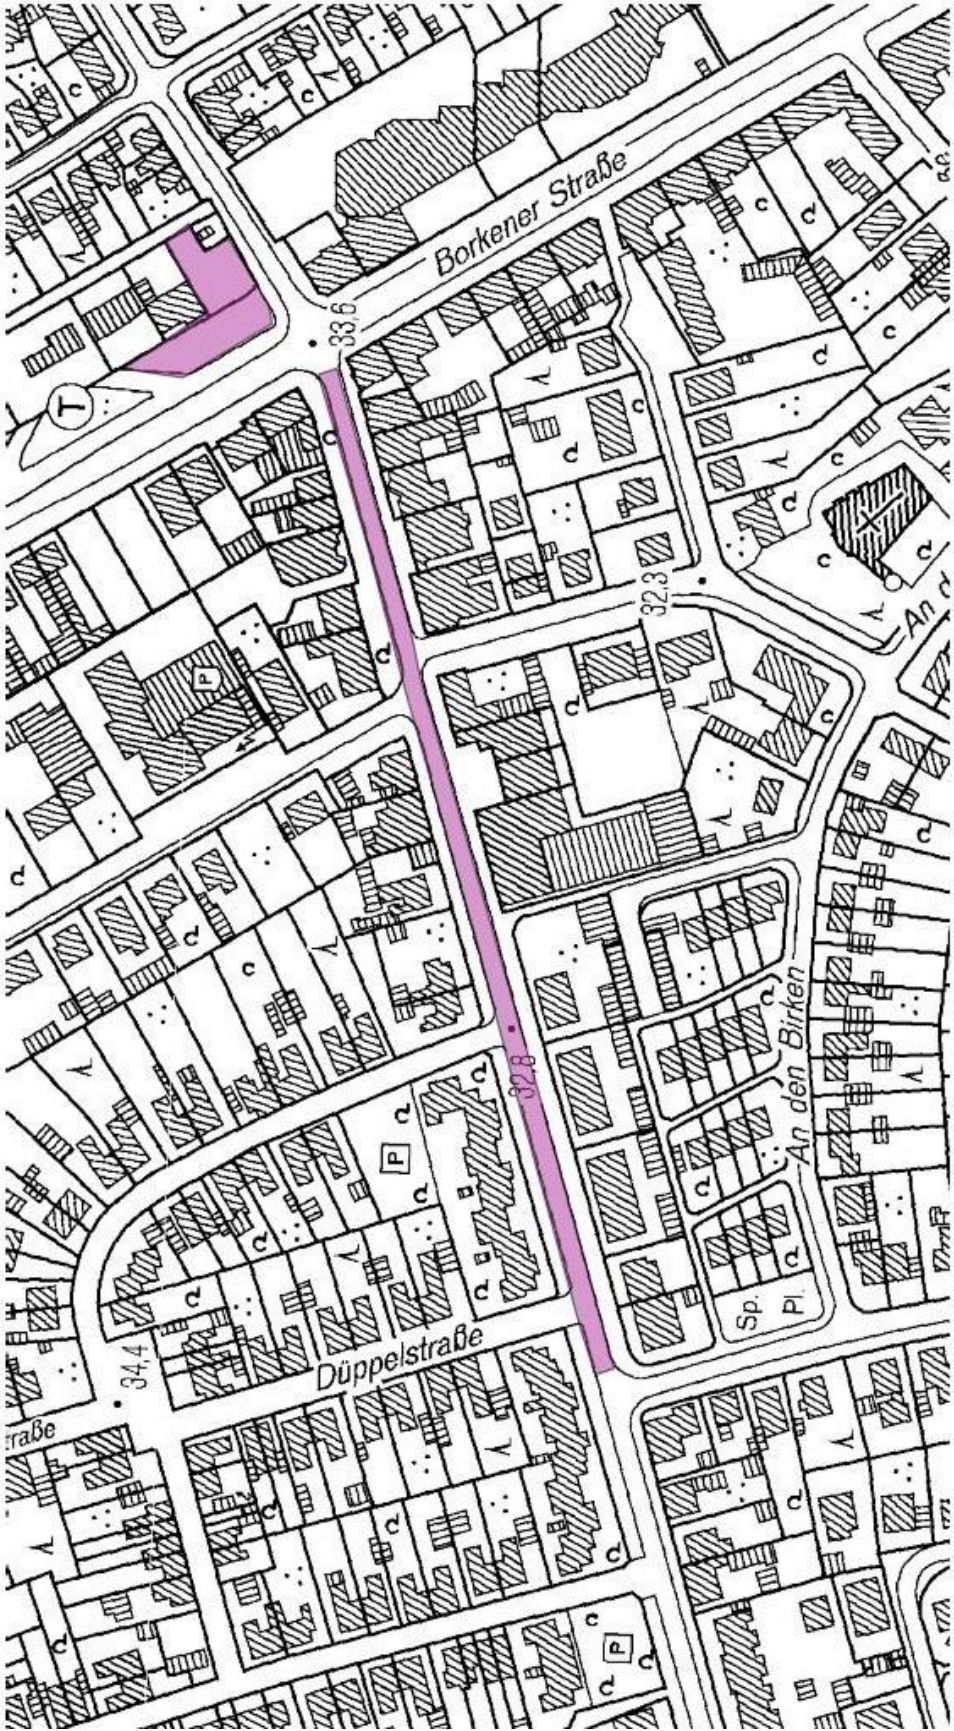 Borkener Straße
33,6
T
32,3
P
An d
32,8
An den Birken
P
Sp.
Pl.
34,4
Düppelstraße
raße
P